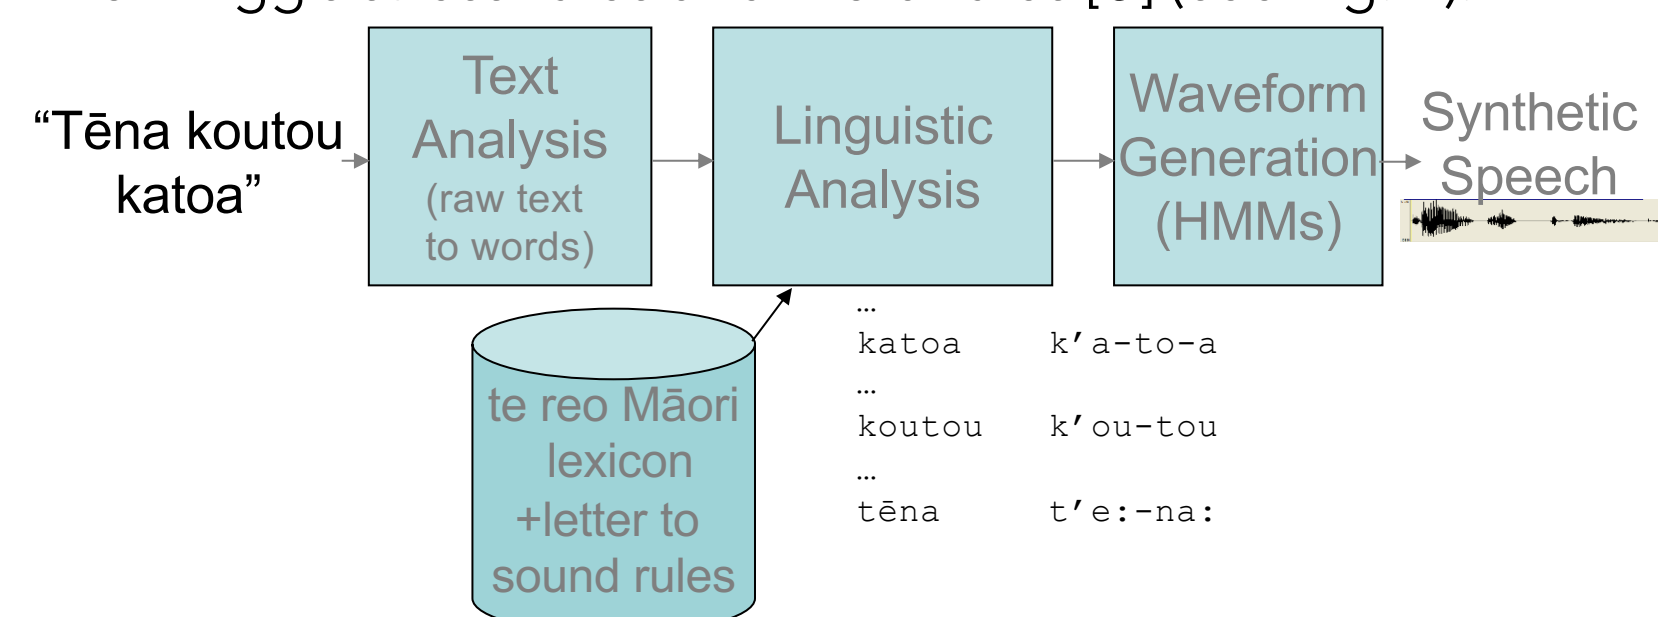 “Tēna koutou
katoa”
Text
Analysis
(raw text
to words)
Linguistic
Analysis
Waveform
Generation
(HMMs)
Synthetic
Speech
te reo Māori
lexicon
+letter to
sound rules
…
katoa k’a-to-a
…
koutou k’ou-tou
…
tēna t’e:-na: